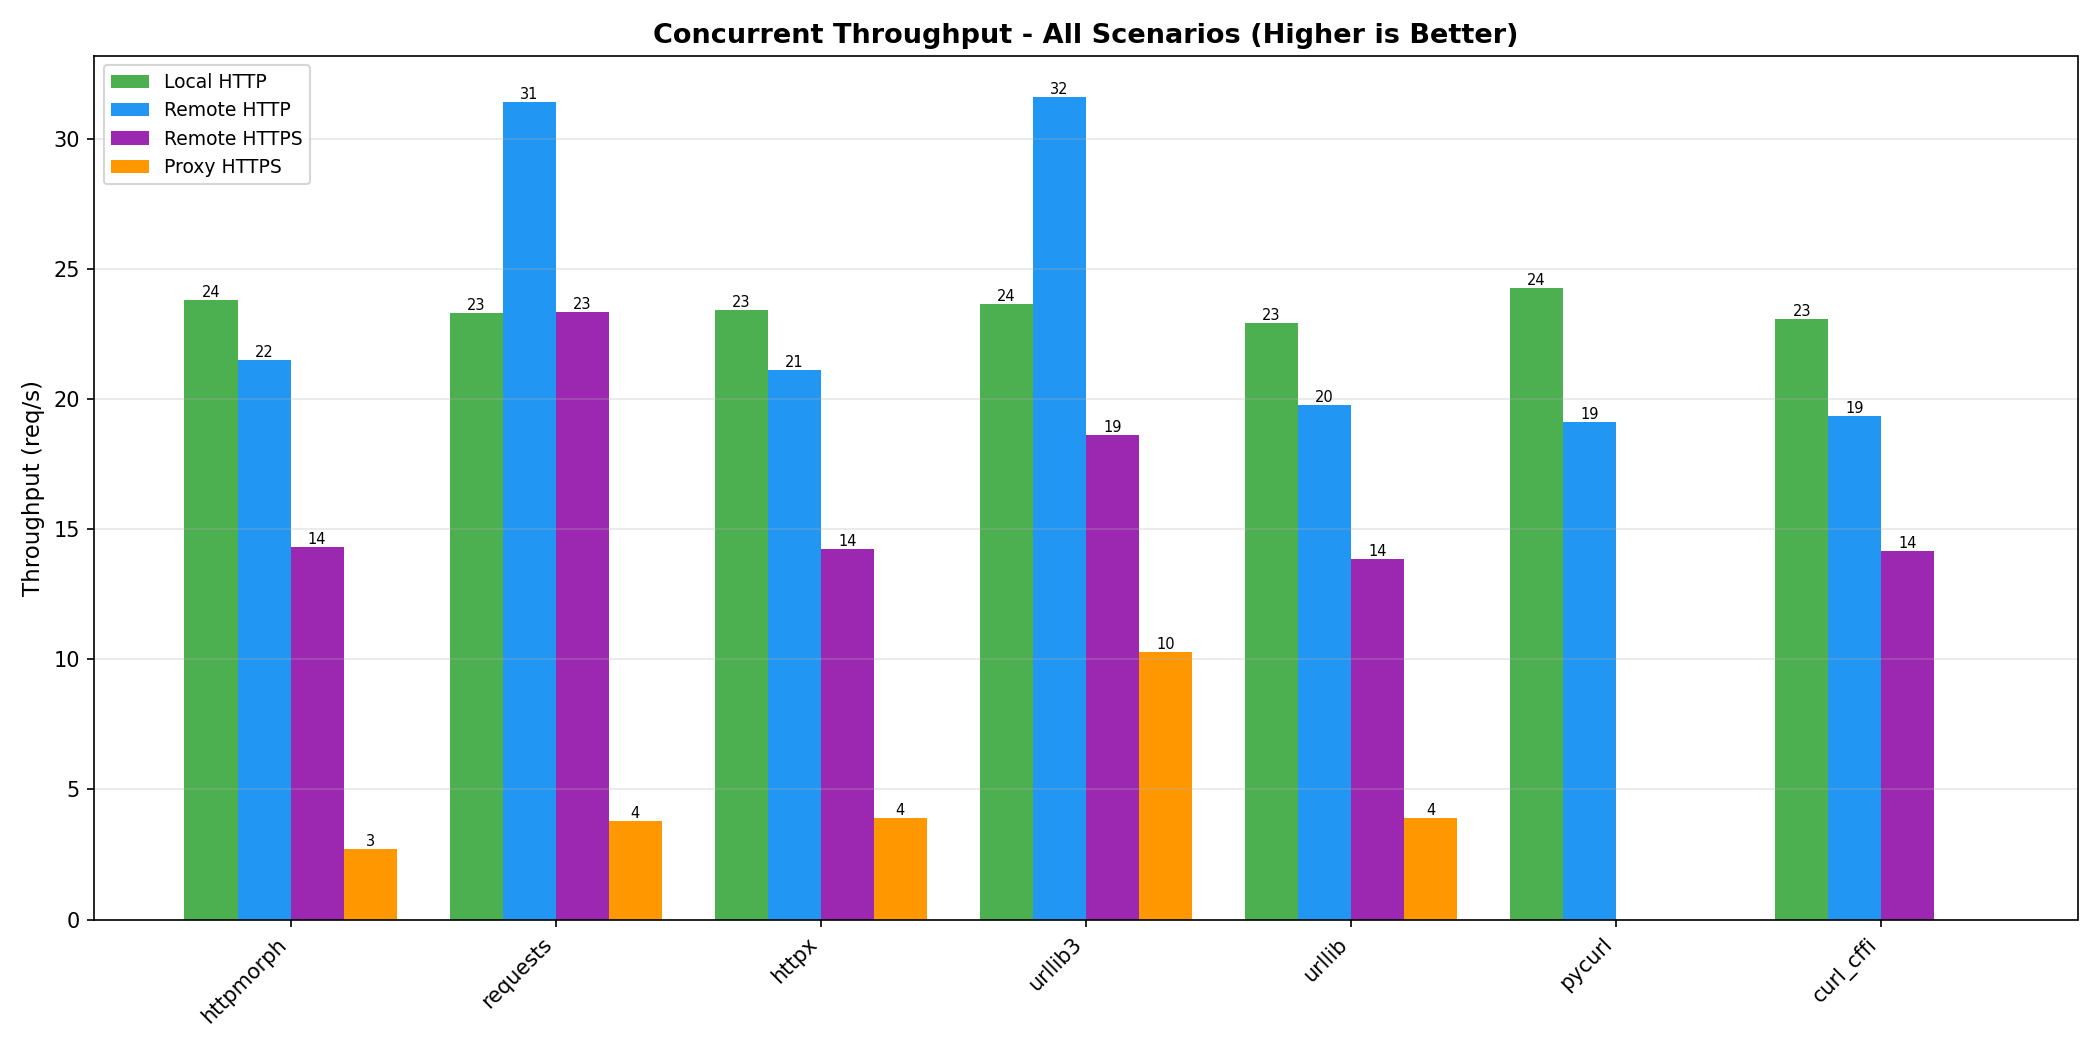 Concurrent Throughput - All Scenarios (Higher is Better)
Local HTTP
Remote HTTP
Remote HTTPS
Proxy HTTPS
Throughput (req/s)
30
25
20
15
10
5
0
24
22
14
3
23
31
23
4
23
21
14
4
24
32
19
10
23
20
14
4
24
19
23
19
14
httpmorph
requests
httpx
urllib3
urllib
pycurl
curl_cffi